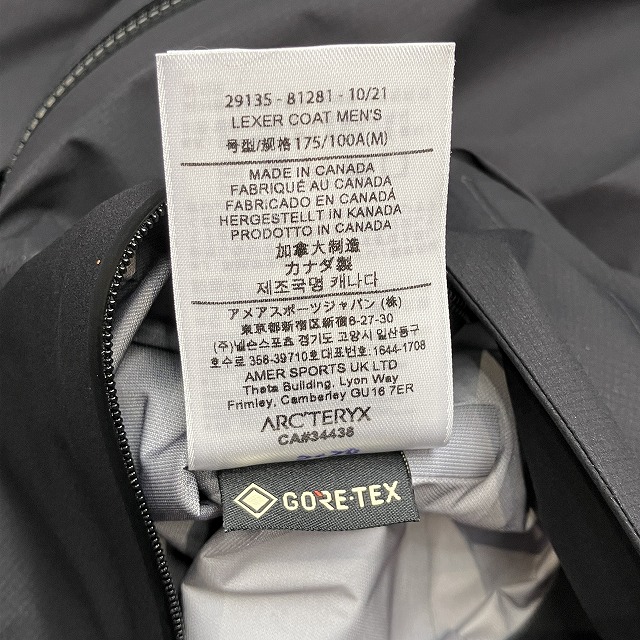 29135 - 81281 - 10/21
LEXER COAT MEN'S
号型/规格 175/100A(M)
MADE IN CANADA
FABRIQUÉ AU CANADA
FABRICADO EN CANADÁ
HERGESTELLT IN KANADA
PRODOTTO IN CANADA
加拿大制造
カナダ製
제조국명 캐나다
アメアスポーツジャパン (株)
東京都新宿区新宿6-27-30
(주)넬슨스포츠 경기도 고양시 일산동구
호수로 358-39710호 대표번호: 1644-1708
AMER SPORTS UK LTD
Theta Building, Lyon Way
Frimley, Camberley GU16 7ER
ARC'TERYX
CA#34438
GORE-TEX